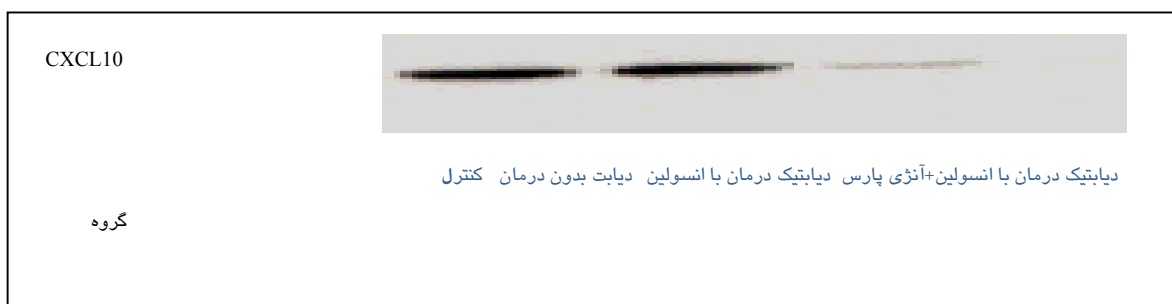 CXCL10
دیابتیک درمان با انسولین+آنژی پارس دیابتیک درمان با انسولین دیابت بدون درمان کنترل
گروه